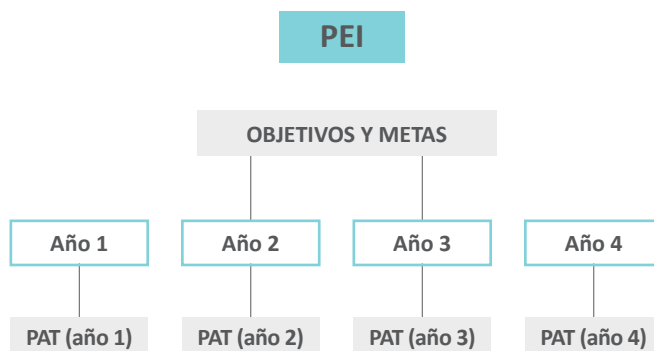 PEI
OBJETIVOS Y METAS
Año 1
Año 2
Año 3
Año 4
PAT (año 1)
PAT (año 2)
PAT (año 3)
PAT (año 4)